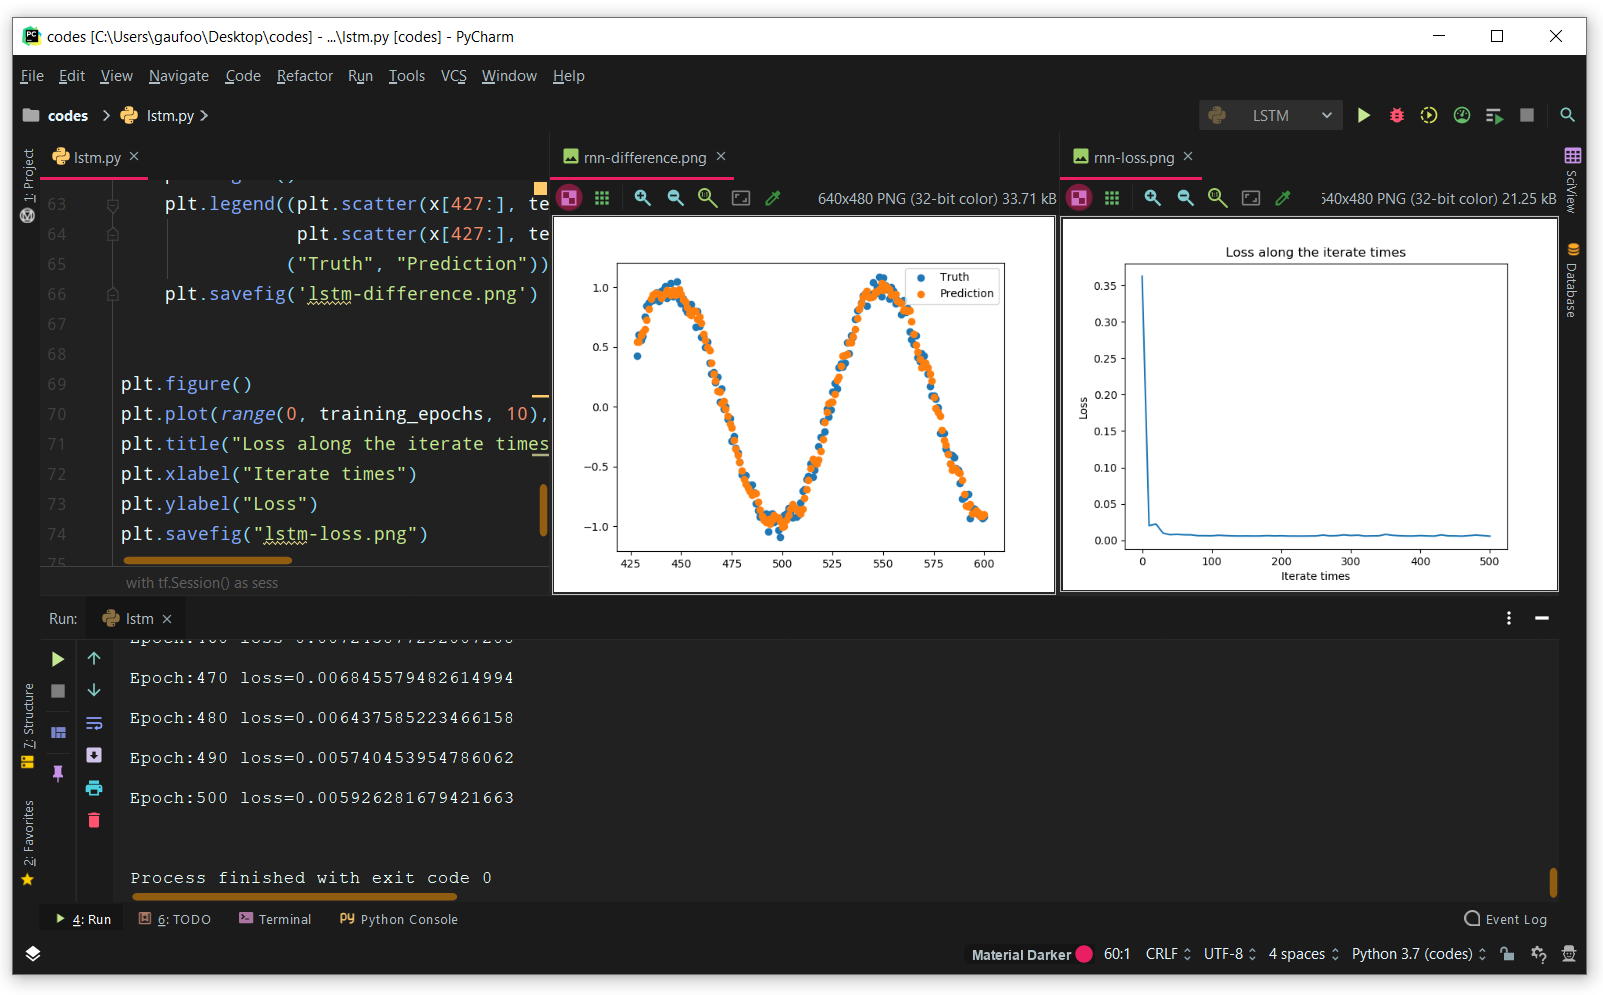 codes [C:\Users\gaufoo\Desktop\codes] - ...\lstm.py [codes] - PyCharm
File Edit View Navigate Code Refactor Run Tools VCS Window Help
codes lstm.py
LSTM
1: Project
lstm.py
rnn-difference.png
rnn-loss.png
640x480 PNG (32-bit color) 33.71 kB
640x480 PNG (32-bit color) 21.25 kB
SciView
Database
63 plt.legend((plt.scatter(x[427:], te
64 plt.scatter(x[427:], te
65 ("Truth", "Prediction"))
66 plt.savefig('lstm-difference.png')
67
68
69 plt.figure()
70 plt.plot(range(0, training_epochs, 10),
71 plt.title("Loss along the iterate times
72 plt.xlabel("Iterate times")
73 plt.ylabel("Loss")
74 plt.savefig("lstm-loss.png")
75
with tf.Session() as sess
Truth
Prediction
1.0
0.5
0.0
−0.5
−1.0
425 450 475 500 525 550 575 600
Loss along the iterate times
Loss
0.35
0.30
0.25
0.20
0.15
0.10
0.05
0.00
0 100 200 300 400 500
Iterate times
Run: lstm
Epoch:470 loss=0.006845579482614994
Epoch:480 loss=0.006437585223466158
Epoch:490 loss=0.005740453954786062
Epoch:500 loss=0.005926281679421663
Process finished with exit code 0
7: Structure
2: Favorites
4: Run 6: TODO Terminal Python Console Event Log
Material Darker 60:1 CRLF UTF-8 4 spaces Python 3.7 (codes)